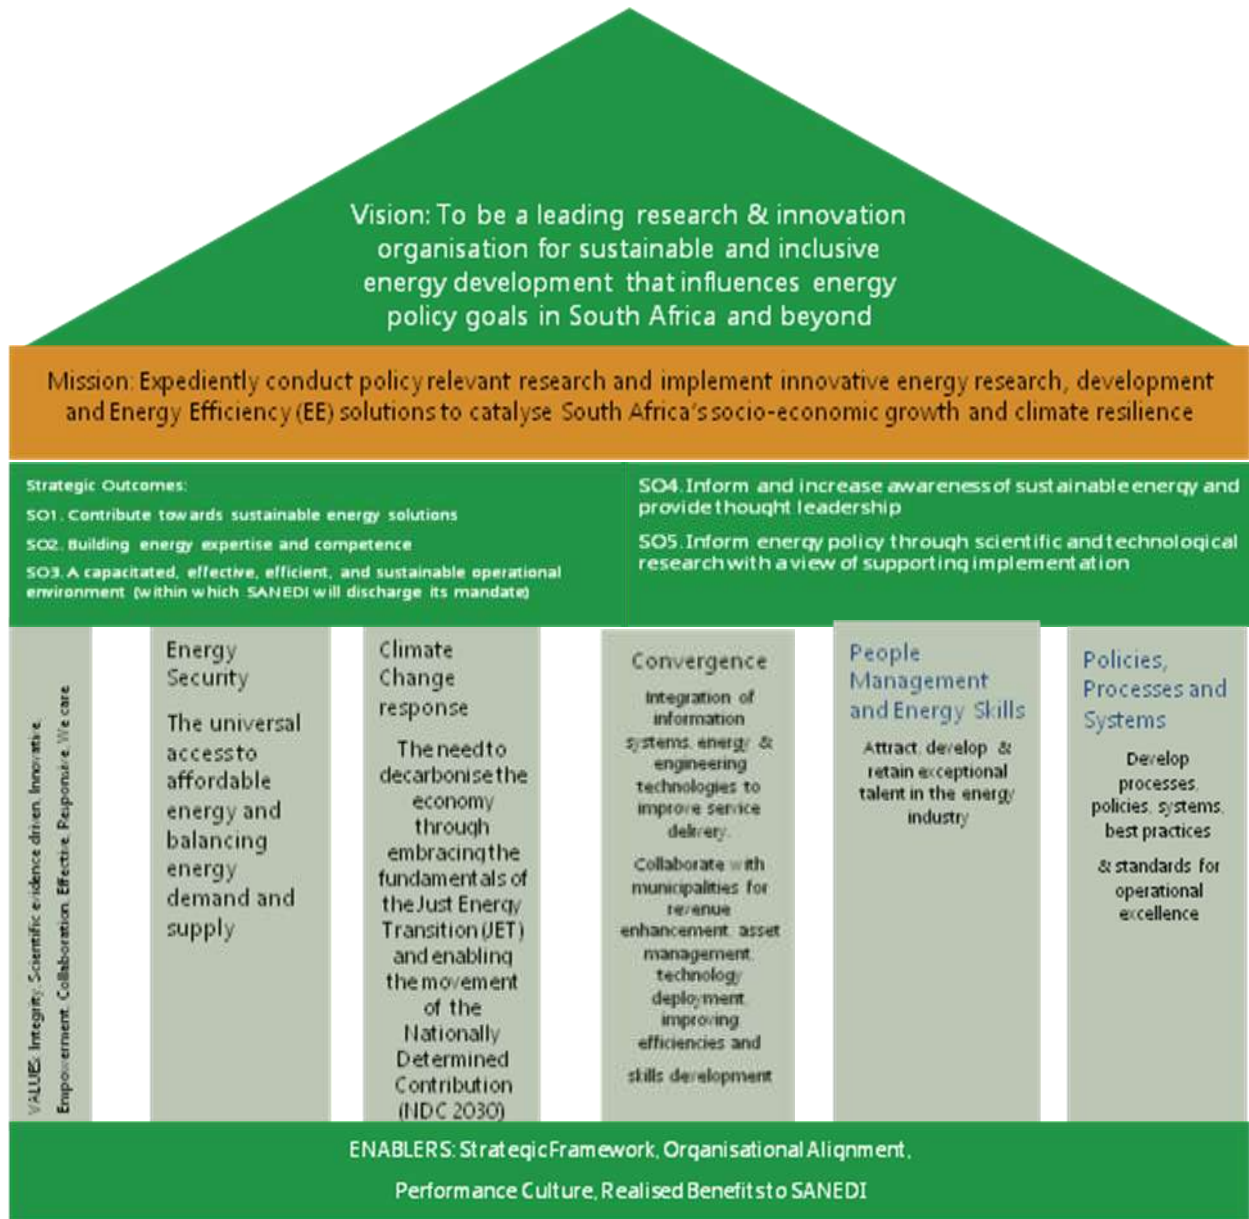 Vision: To be a leading research & innovation
organisation for sustainable and inclusive
energy development that influences energy
policy goals in South Africa and beyond
Mission: Expediently conduct policy relevant research and implement innovative energy research, development
and Energy Efficiency (EE) solutions to catalyse South Africa's socio-economic growth and climate resilience
Strategic Outcomes:
SO1. Contribute towards sustainable energy solutions
SO2. Building energy expertise and competence
SO3. A capacitated, effective, efficient, and sustainable operational
environment (within which SANEDI will discharge its mandate)
SO4. Inform and increase awareness of sustainable energy and
provide thought leadership
SO5. Inform energy policy through scientific and technological
research with a view of supporting implementation
VALUES: Integrity. Scientific evidence driven. Innovative.
Empowerment. Collaboration. Effective. Responsive. We care
Energy
Security
The universal
access to
affordable
energy and
balancing
energy
demand and
supply
Climate
Change
response
The need to
decarbonise the
economy
through
embracing the
fundamentals of
the Just Energy
Transition (JET)
and enabling
the movement
of the
Nationally
Determined
Contribution
(NDC 2030)
Convergence
Integration of
information
systems, energy &
engineering
technologies to
improve service
delivery.
Collaborate with
municipalities for
revenue
enhancement, asset
management,
technology
deployment,
improving
efficiencies and
skills development
People
Management
and Energy Skills
Attract, develop &
retain exceptional
talent in the energy
industry
Policies,
Processes and
Systems
Develop
processes,
policies, systems,
best practices
& standards for
operational
excellence
ENABLERS: Strategic Framework, Organisational Alignment,
Performance Culture, Realised Benefits to SANEDI